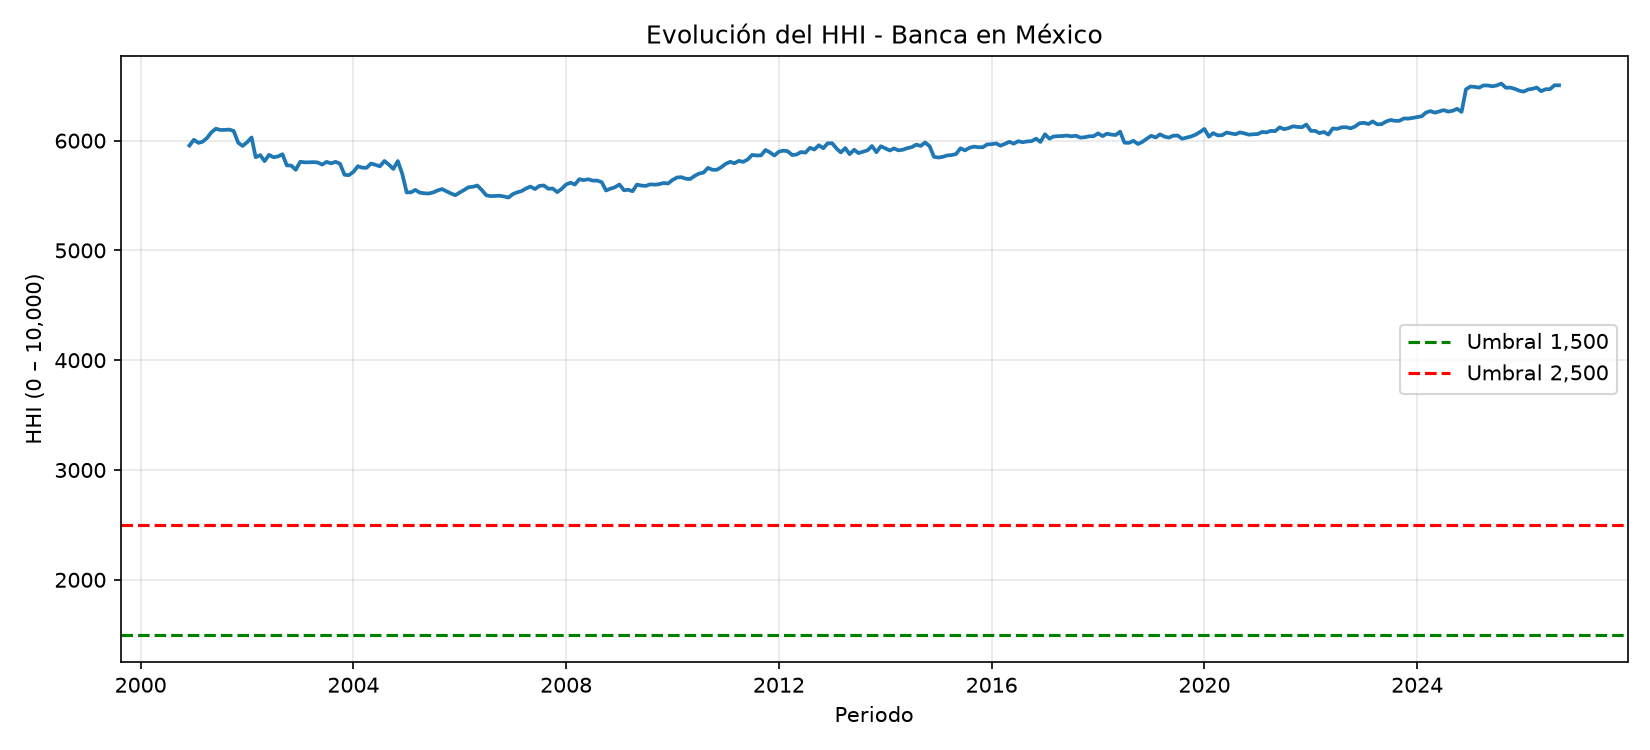 Evolución del HHI - Banca en México
HHI (0 – 10,000)
6000
5000
4000
3000
2000
Umbral 1,500
Umbral 2,500
2000
2004
2008
2012
2016
2020
2024
Periodo